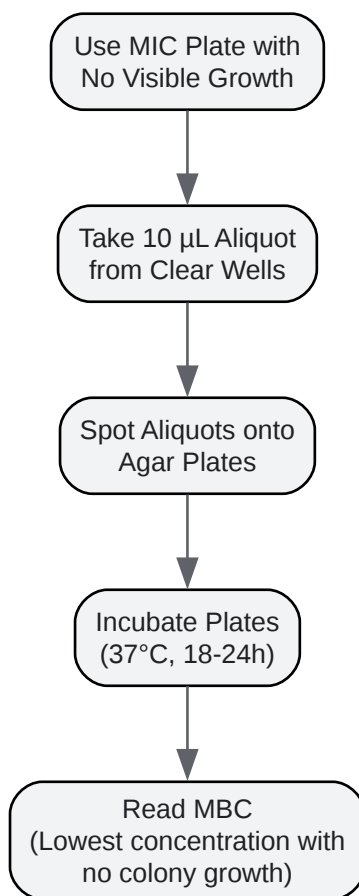 Use MIC Plate with
No Visible Growth
Take 10 µL Aliquot
from Clear Wells
Spot Aliquots onto
Agar Plates
Incubate Plates
(37°C, 18-24h)
Read MBC
(Lowest concentration with
no colony growth)